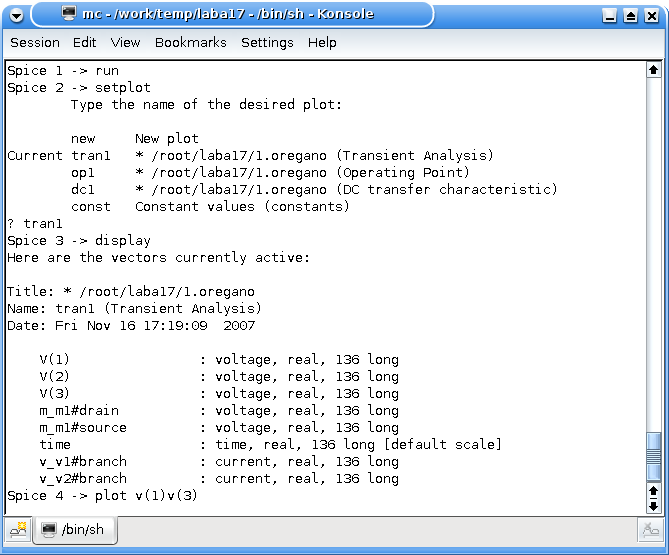 mc - /work/temp/laba17 - /bin/sh - Konsole
Session Edit View Bookmarks Settings Help
Spice 1 -> run
Spice 2 -> setplot
Type the name of the desired plot:
new New plot
Current tran1 * /root/laba17/1.oregano (Transient Analysis)
op1 * /root/laba17/1.oregano (Operating Point)
dc1 * /root/laba17/1.oregano (DC transfer characteristic)
const Constant values (constants)
? tran1
Spice 3 -> display
Here are the vectors currently active:
Title: * /root/laba17/1.oregano
Name: tran1 (Transient Analysis)
Date: Fri Nov 16 17:19:09 2007
V(1) : voltage, real, 136 long
V(2) : voltage, real, 136 long
V(3) : voltage, real, 136 long
m_m1#drain : voltage, real, 136 long
m_m1#source : voltage, real, 136 long
time : time, real, 136 long [default scale]
v_v1#branch : current, real, 136 long
v_v2#branch : current, real, 136 long
Spice 4 -> plot v(1)v(3)
/bin/sh